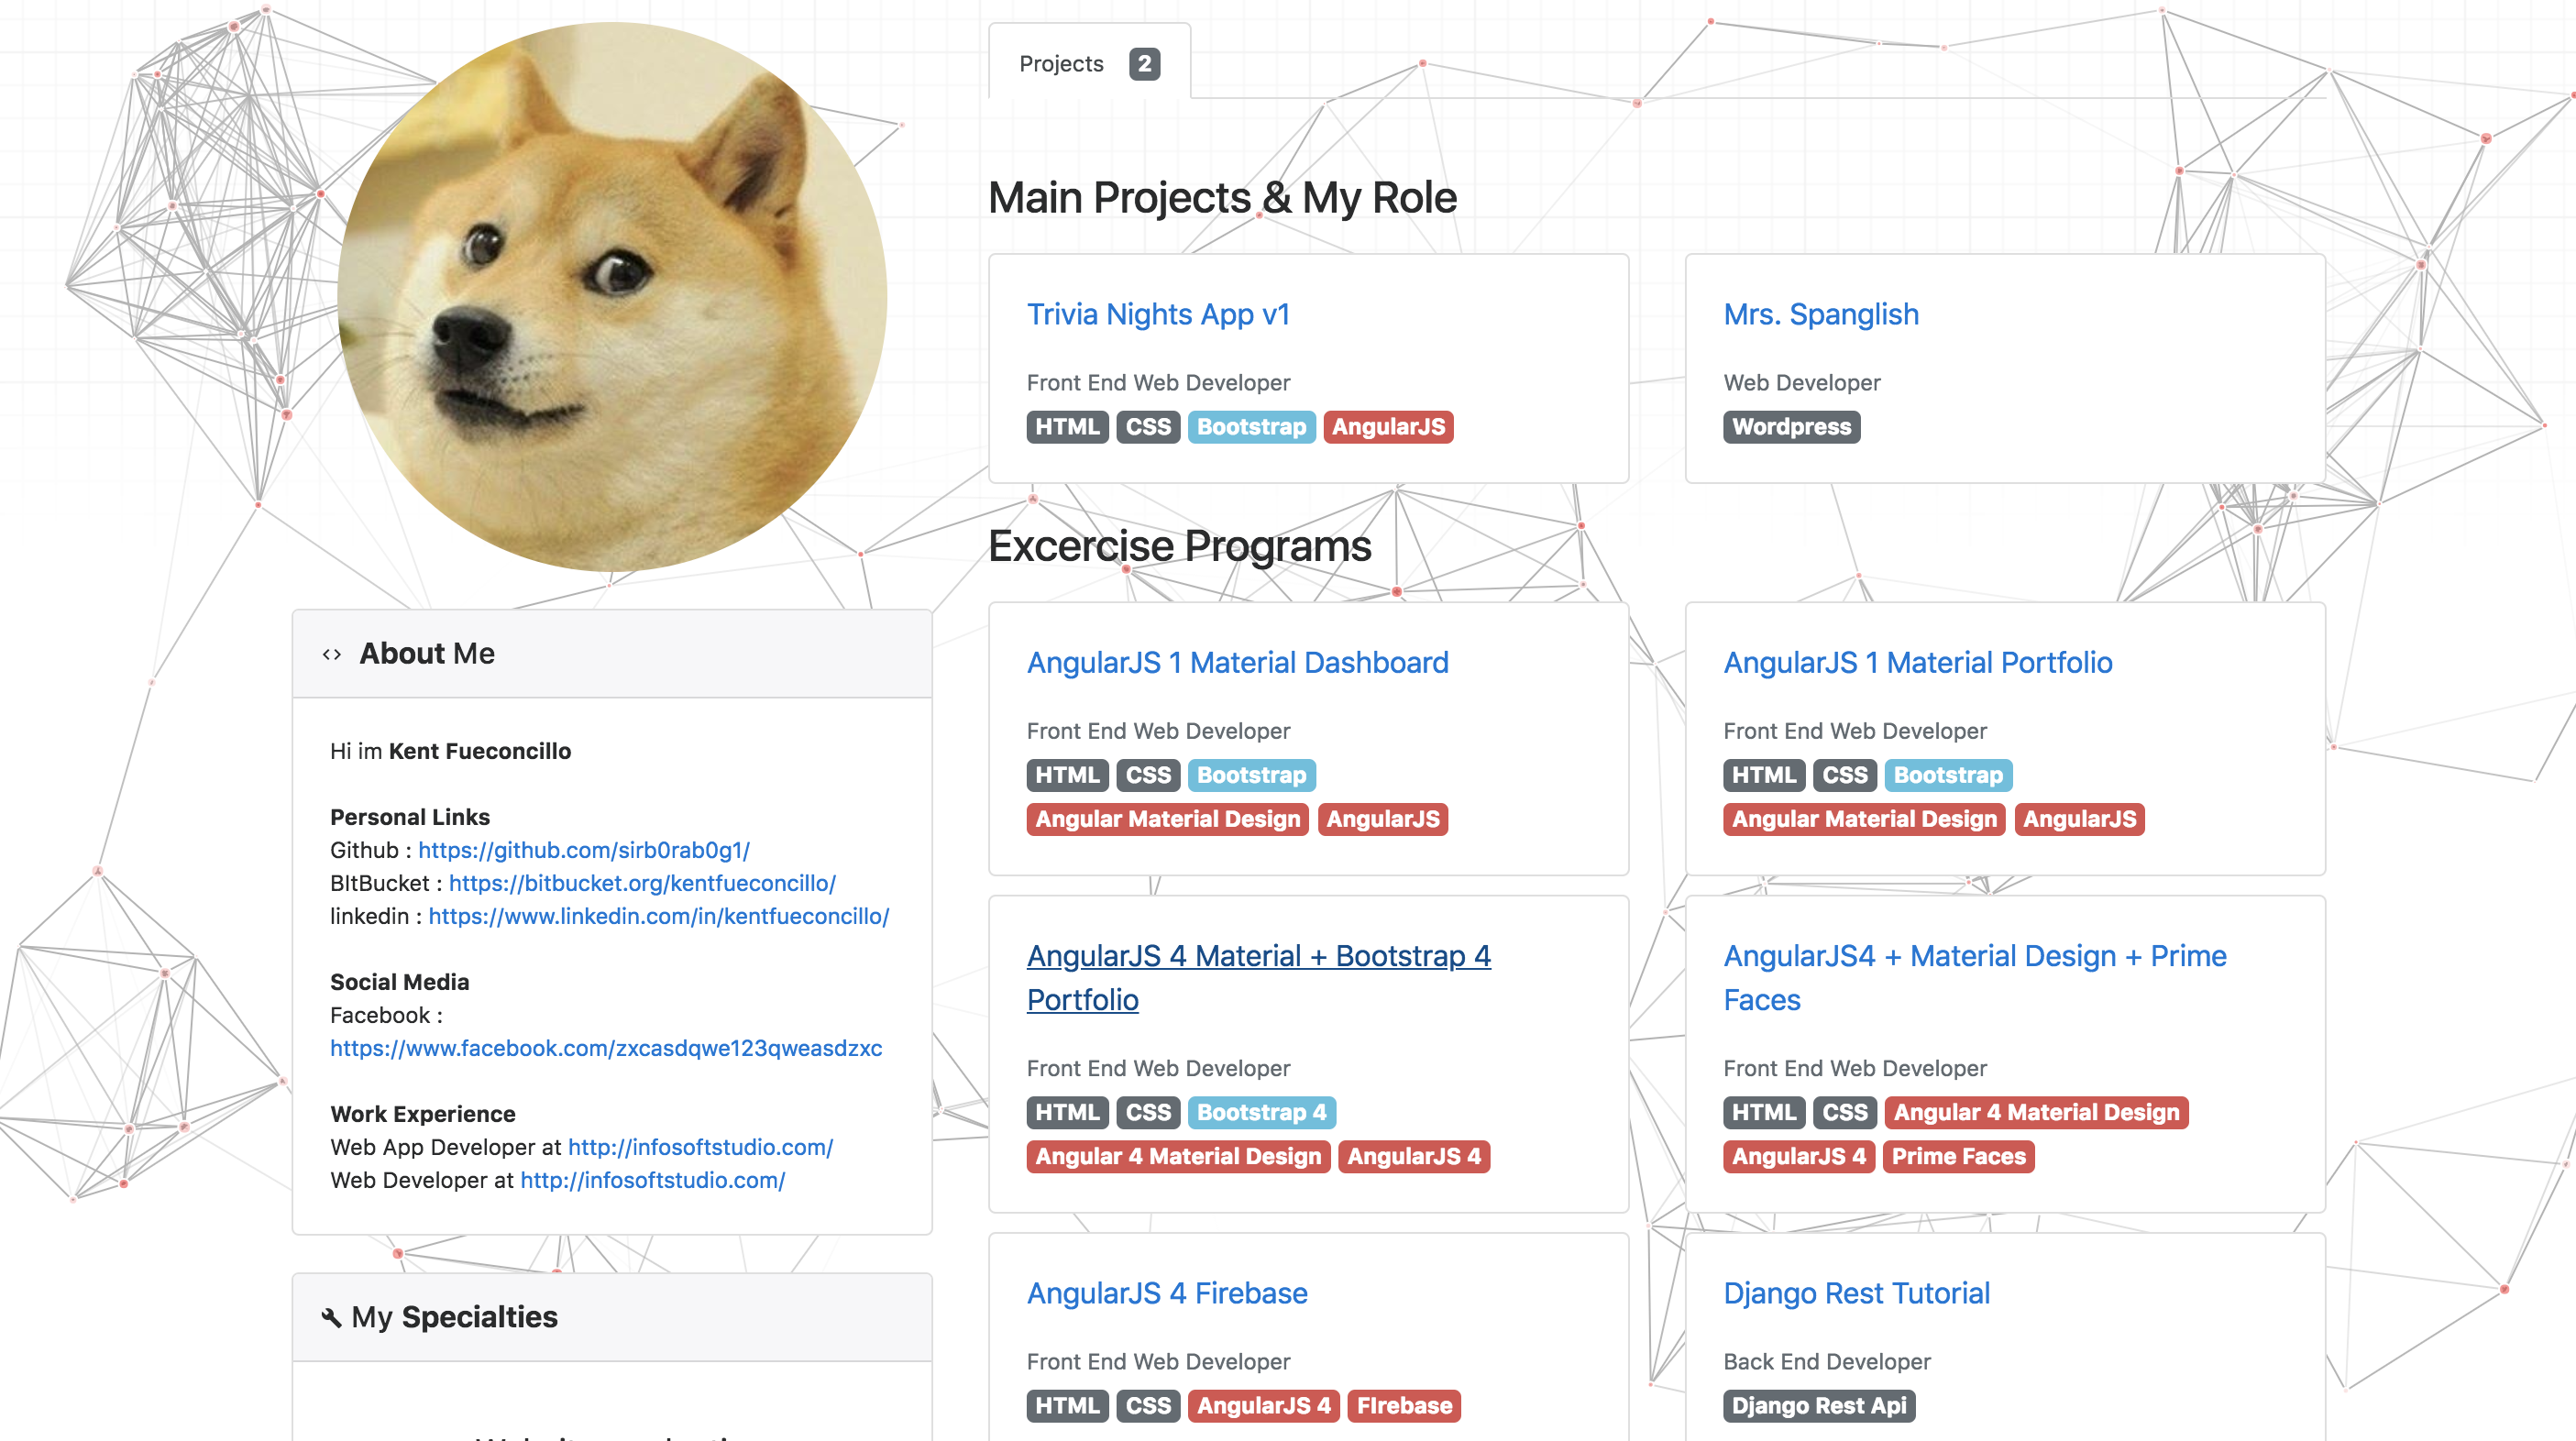 Projects 2
Main Projects & My Role
Trivia Nights App v1
Front End Web Developer
HTML CSS Bootstrap AngularJS
Mrs. Spanglish
Web Developer
Wordpress
Excercise Programs
AngularJS 1 Material Dashboard
Front End Web Developer
HTML CSS Bootstrap
Angular Material Design AngularJS
AngularJS 1 Material Portfolio
Front End Web Developer
HTML CSS Bootstrap
Angular Material Design AngularJS
AngularJS 4 Material + Bootstrap 4
Portfolio
Front End Web Developer
HTML CSS Bootstrap 4
Angular 4 Material Design AngularJS 4
AngularJS4 + Material Design + Prime
Faces
Front End Web Developer
HTML CSS Angular 4 Material Design
AngularJS 4 Prime Faces
AngularJS 4 Firebase
Front End Web Developer
HTML CSS AngularJS 4 FIrebase
Django Rest Tutorial
Back End Developer
Django Rest Api
<> About Me
Hi im Kent Fueconcillo
Personal Links
Github : https://github.com/sirb0rab0g1/
BItBucket : https://bitbucket.org/kentfueconcillo/
linkedin : https://www.linkedin.com/in/kentfueconcillo/
Social Media
Facebook :
https://www.facebook.com/zxcasdqwe123qweasdzxc
Work Experience
Web App Developer at http://infosoftstudio.com/
Web Developer at http://infosoftstudio.com/
My Specialties